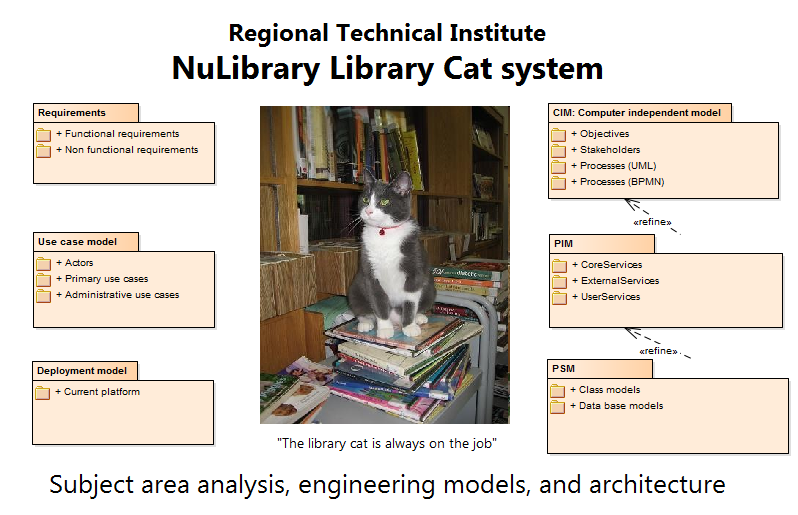 Regional Technical Institute
NuLibrary Library Cat system
Requirements
+ Functional requirements
+ Non functional requirements
Use case model
+ Actors
+ Primary use cases
+ Administrative use cases
Deployment model
+ Current platform
"The library cat is always on the job"
CIM: Computer independent model
+ Objectives
+ Stakeholders
+ Processes (UML)
+ Processes (BPMN)
«refine»
PIM
+ CoreServices
+ ExternalServices
+ UserServices
«refine»
PSM
+ Class models
+ Data base models
Subject area analysis, engineering models, and architecture